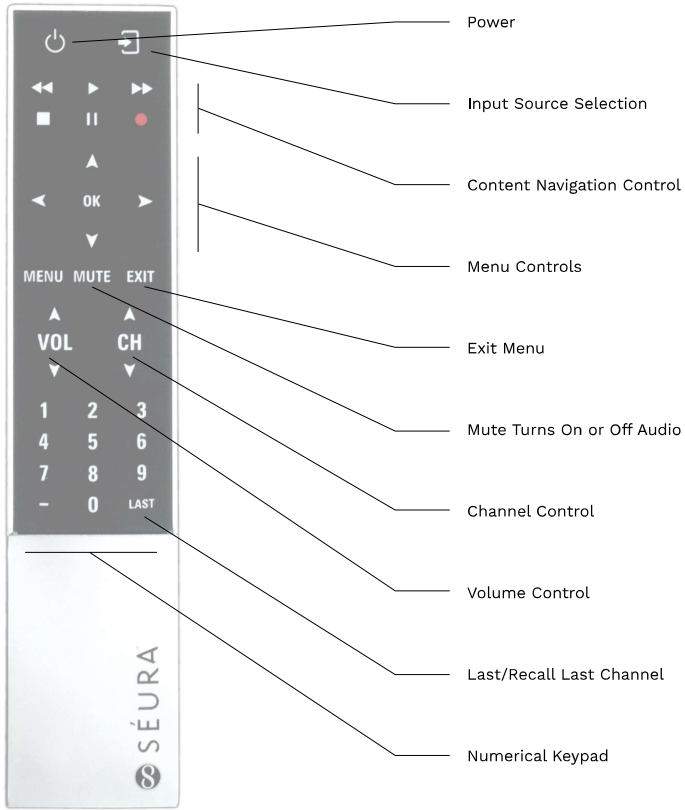 Power
Input Source Selection
Content Navigation Control
OK
Menu Controls
MENU MUTE EXIT
VOL CH
Exit Menu
1 2 3
Mute Turns On or Off Audio
4 5 6
7 8 9
- 0 LAST
Channel Control
Volume Control
SÉURA
Last/Recall Last Channel
Numerical Keypad